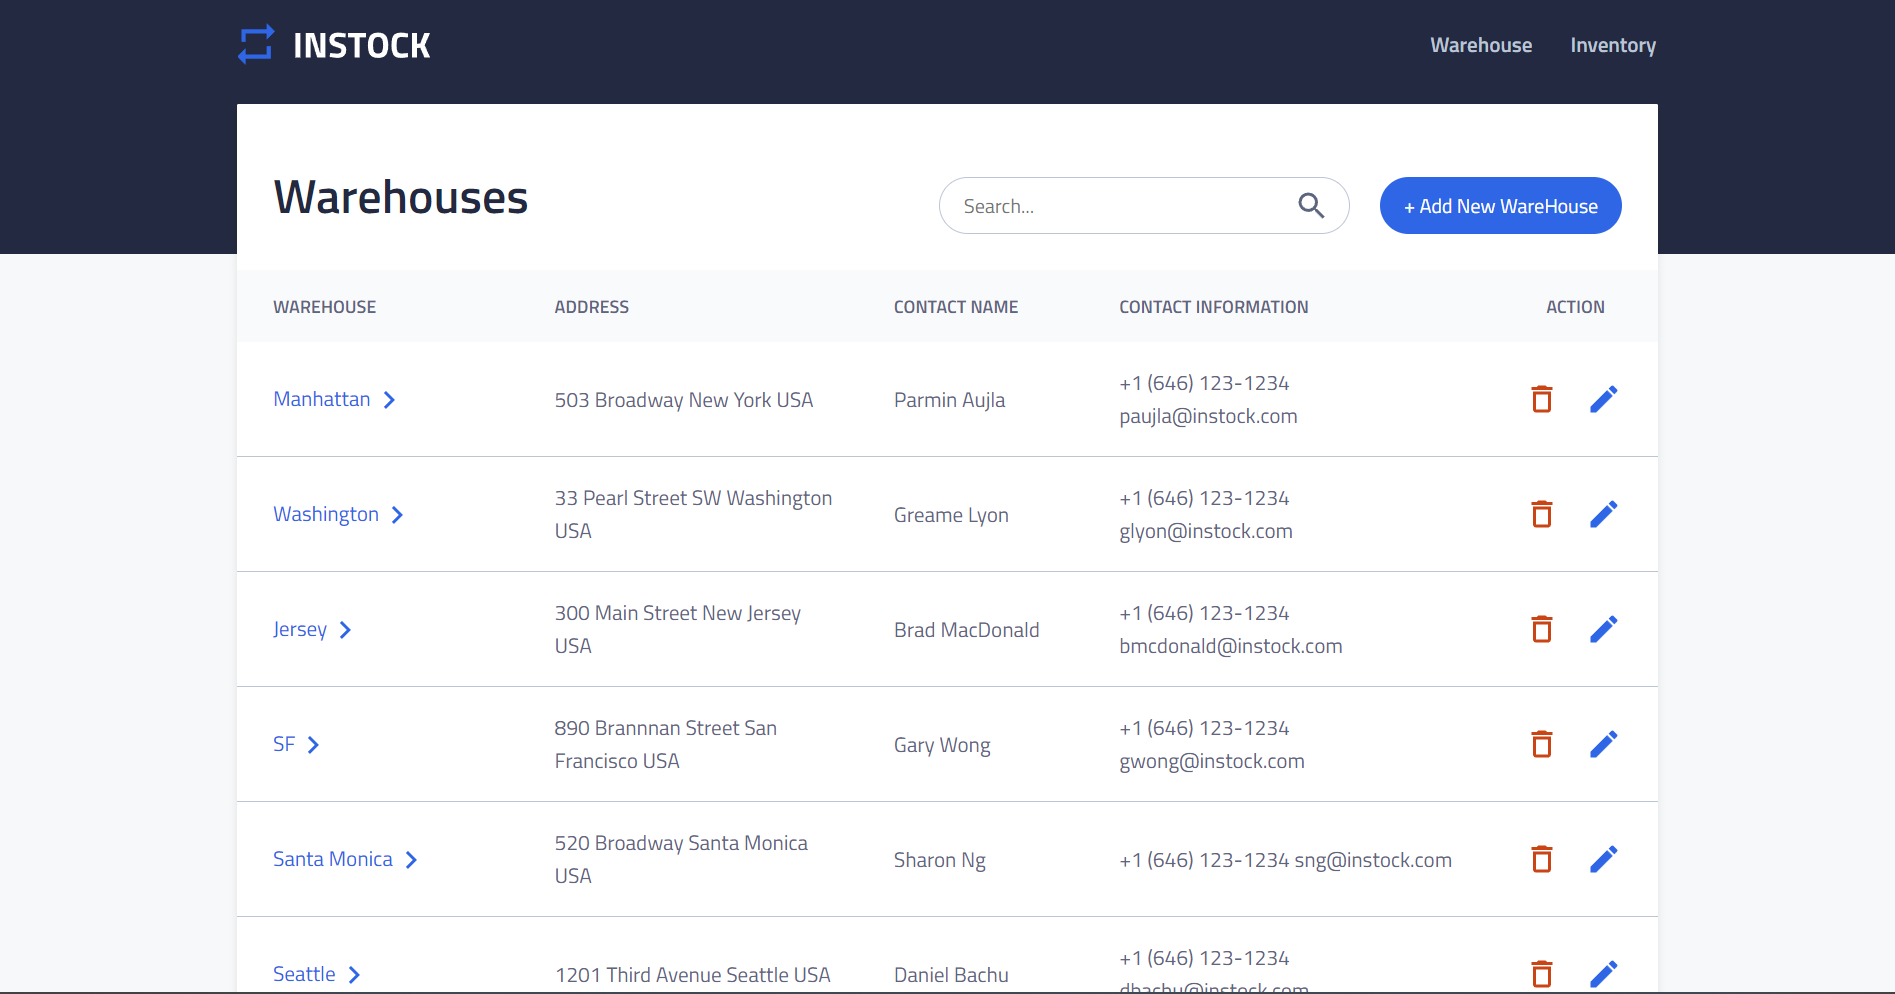 INSTOCK
Warehouse Inventory
Warehouses
Search...
+ Add New WareHouse
WAREHOUSE ADDRESS CONTACT NAME CONTACT INFORMATION ACTION
Manhattan
503 Broadway New York USA
Parmin Aujla
+1 (646) 123-1234
paujla@instock.com
Washington
33 Pearl Street SW Washington
USA
Greame Lyon
+1 (646) 123-1234
glyon@instock.com
Jersey
300 Main Street New Jersey
USA
Brad MacDonald
+1 (646) 123-1234
bmcdonald@instock.com
SF
890 Brannnan Street San
Francisco USA
Gary Wong
+1 (646) 123-1234
gwong@instock.com
Santa Monica
520 Broadway Santa Monica
USA
Sharon Ng
+1 (646) 123-1234 sng@instock.com
Seattle
1201 Third Avenue Seattle USA
Daniel Bachu
+1 (646) 123-1234
dbachu@instock.com